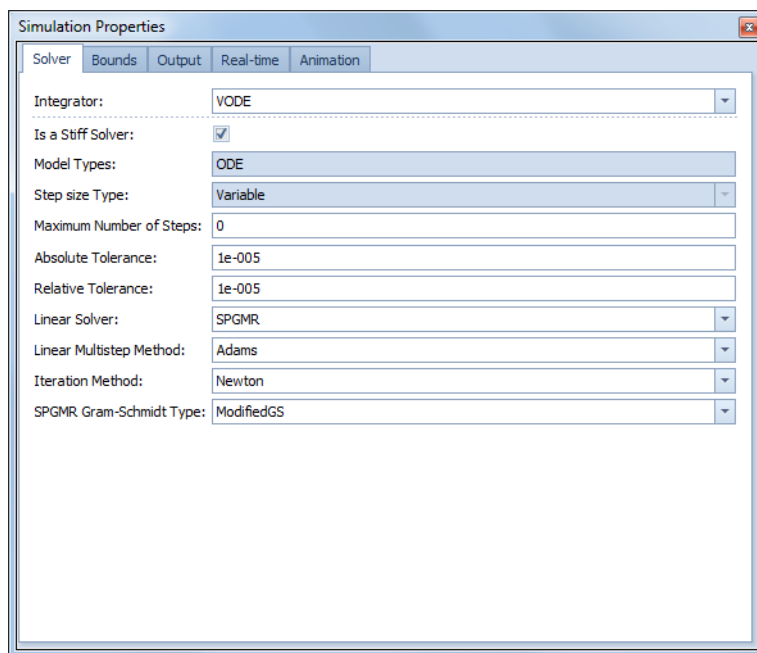 Simulation Properties
Solver Bounds Output Real-time Animation
Integrator: VODE
Is a Stiff Solver:
Model Types: ODE
Step size Type: Variable
Maximum Number of Steps: 0
Absolute Tolerance: 1e-005
Relative Tolerance: 1e-005
Linear Solver: SPGMR
Linear Multistep Method: Adams
Iteration Method: Newton
SPGMR Gram-Schmidt Type: ModifiedGS